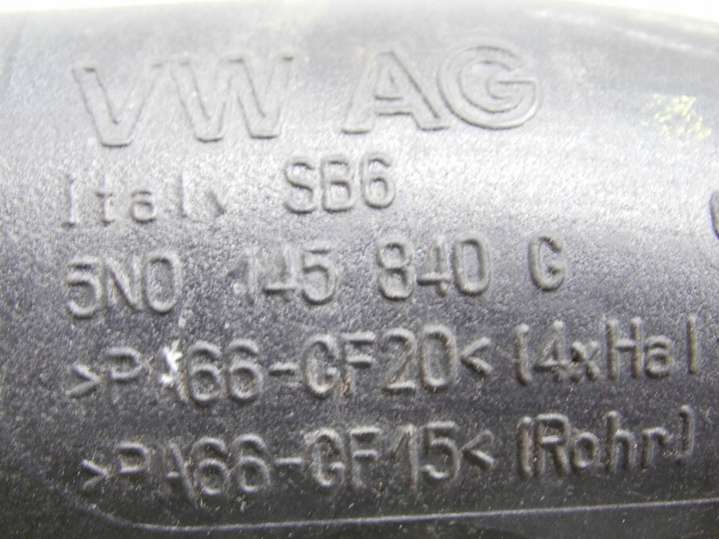 VW AG
Italy SB6
5N0 145 840 G
>PA66-GF20< (4xHal
>PA66-GF15< (Rohr)